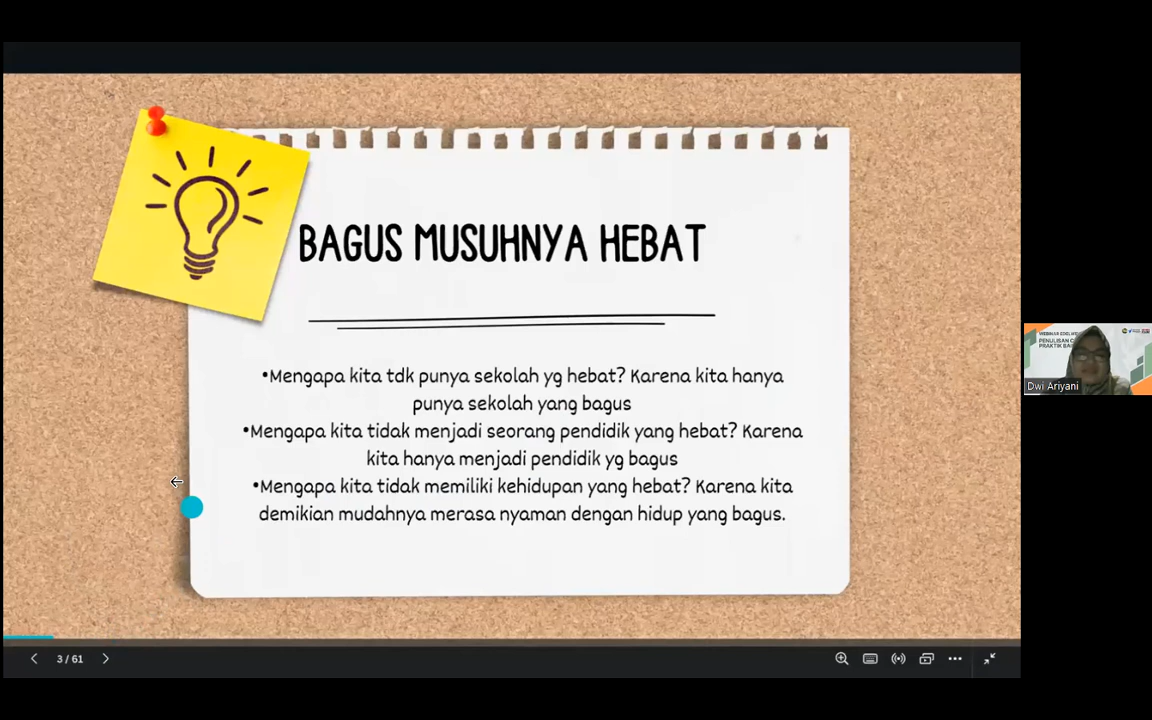 BAGUS MUSUHNYA HEBAT
•Mengapa kita tdk punya sekolah yg hebat? Karena kita hanya
punya sekolah yang bagus
•Mengapa kita tidak menjadi seorang pendidik yang hebat? Karena
kita hanya menjadi pendidik yg bagus
•Mengapa kita tidak memiliki kehidupan yang hebat? Karena kita
demikian mudahnya merasa nyaman dengan hidup yang bagus.
3 / 61
PENULISAN
PRAKTIK
Dwi Ariyani